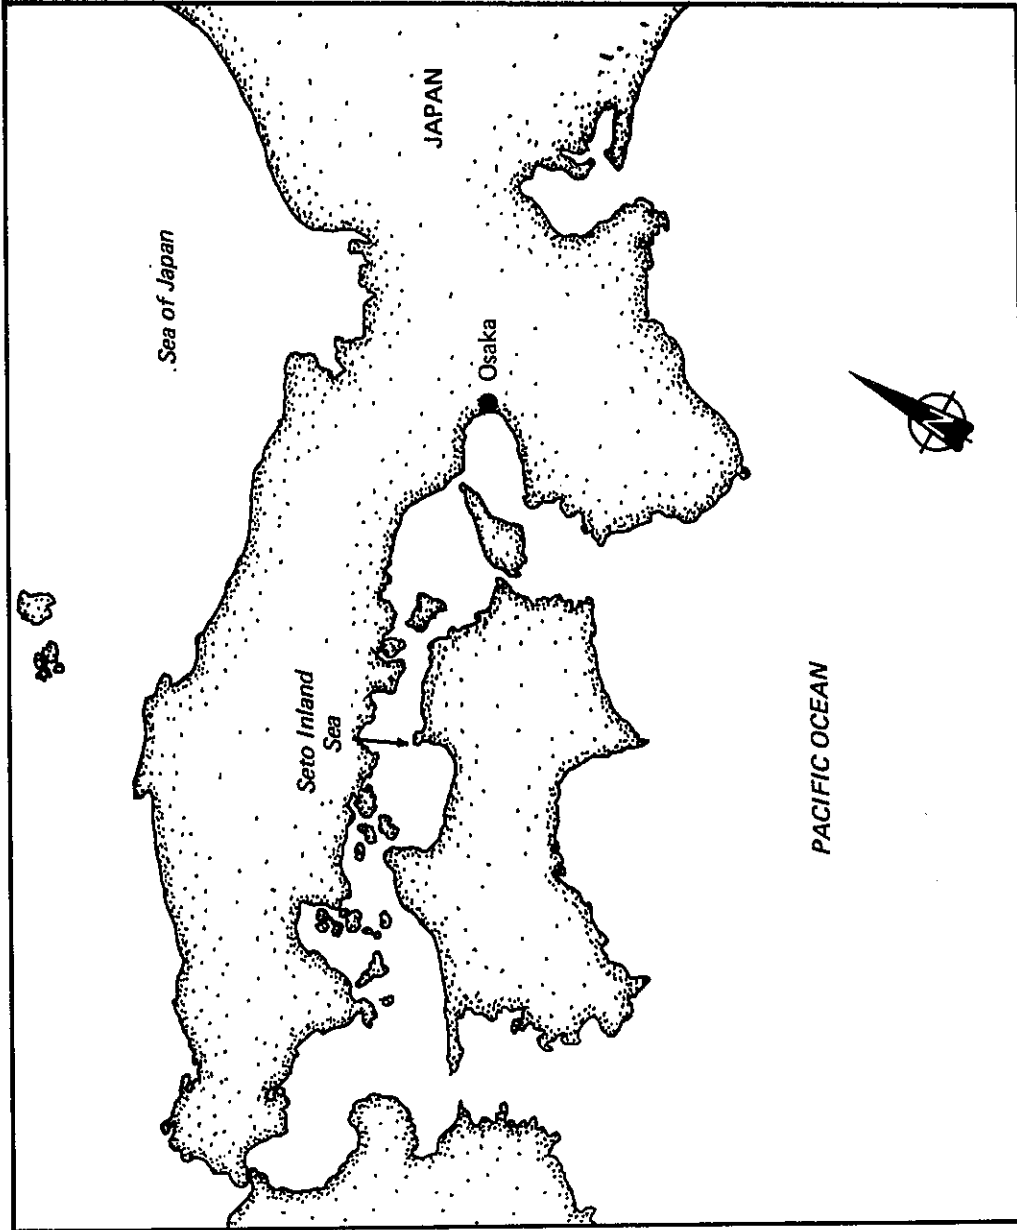 JAPAN
Sea of Japan
Osaka
Seto Inland
Sea
PACIFIC OCEAN
N